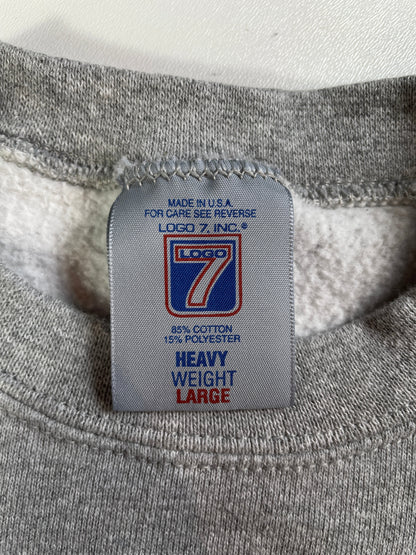 MADE IN U.S.A.
FOR CARE SEE REVERSE
LOGO 7, INC.®
LOGO
7
85% COTTON
15% POLYESTER
HEAVY
WEIGHT
LARGE